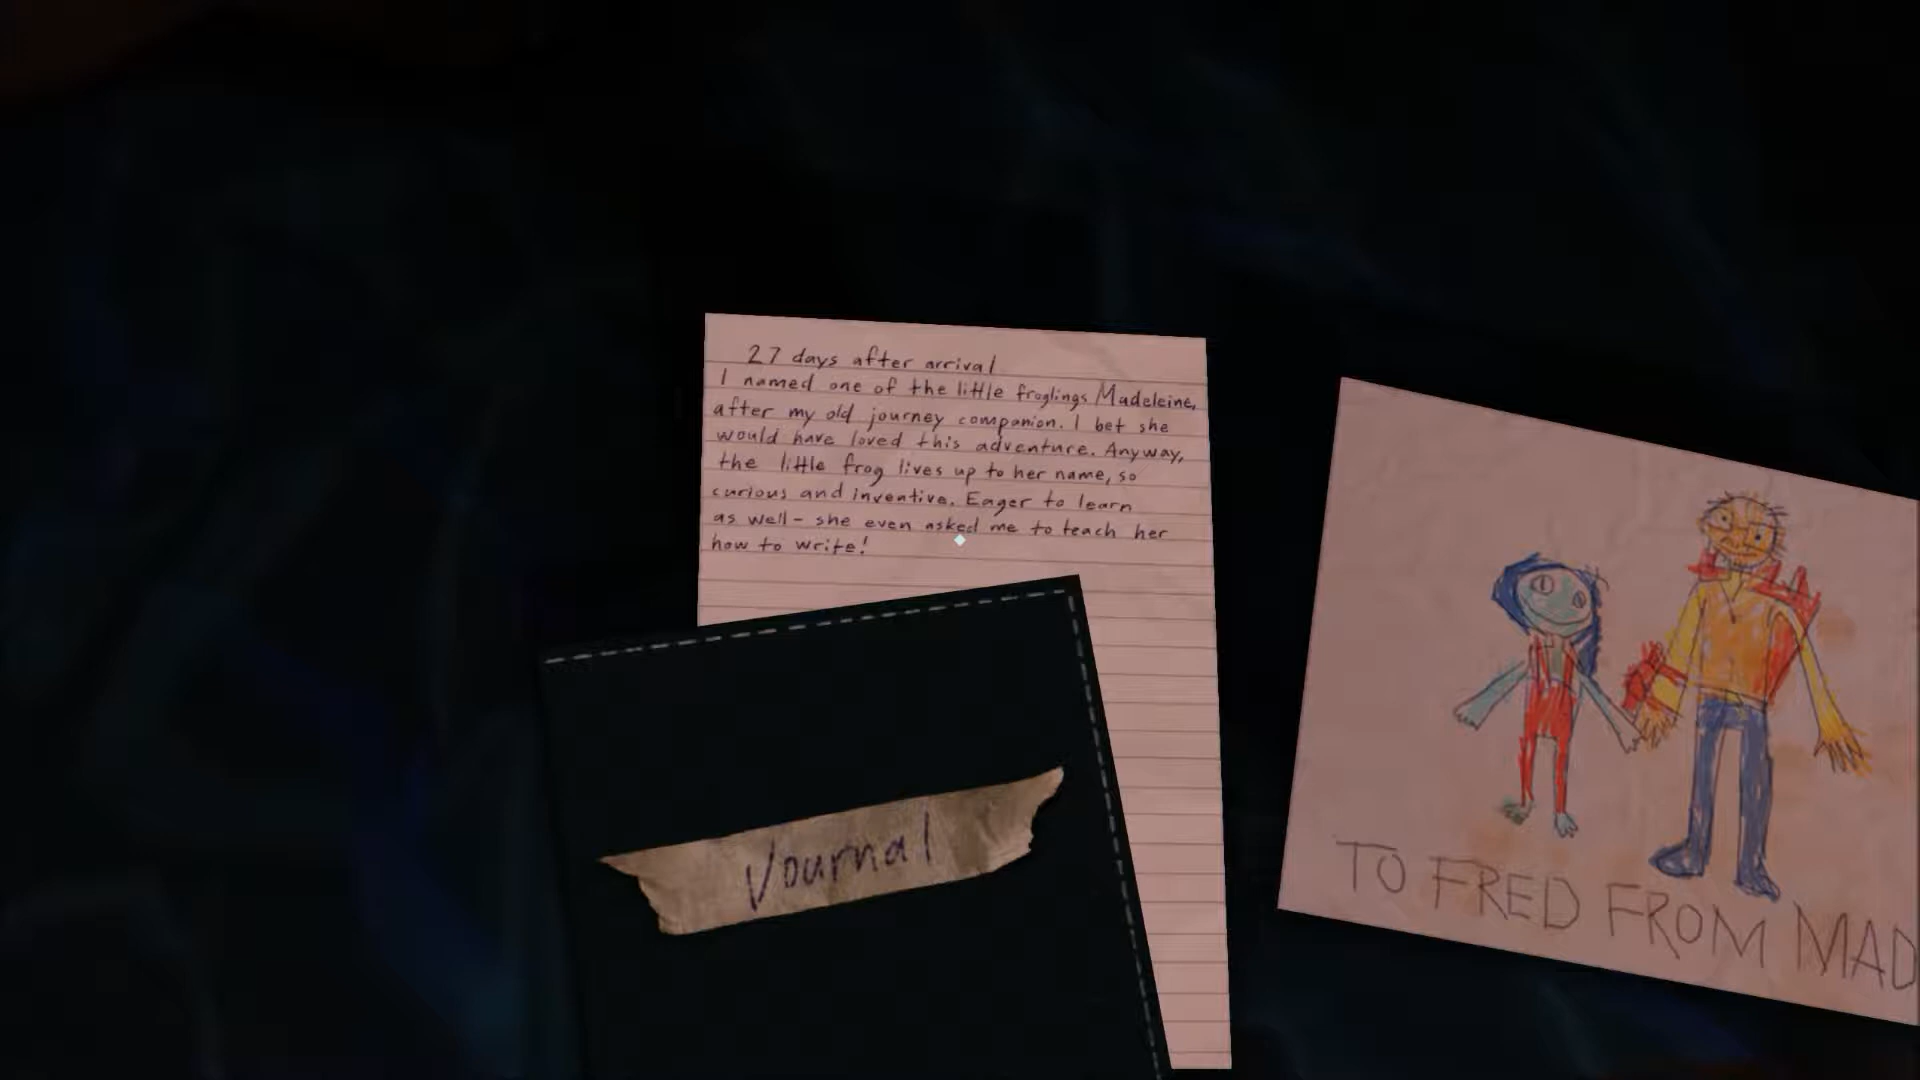 27 days after arrival
I named one of the little froglings Madeleine,
after my old journey companion. I bet she
would have loved this adventure. Anyway,
the little frog lives up to her name, so
curious and inventive. Eager to learn
as well - she even asked me to teach her
how to write!
Journal
TO FRED FROM MAD